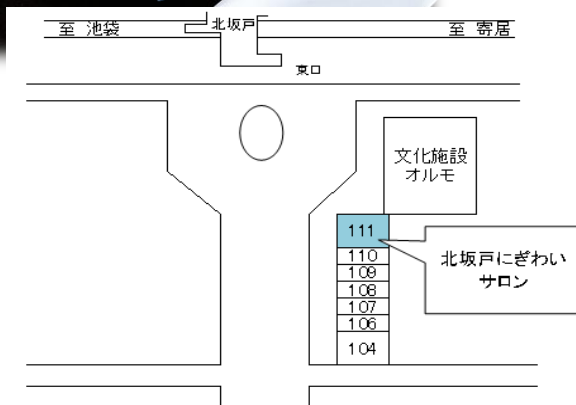 至 池袋
北坂戸
至 寄居
東口
文化施設
オルモ
111
110
109
108
107
106
104
北坂戸にぎわい
サロン